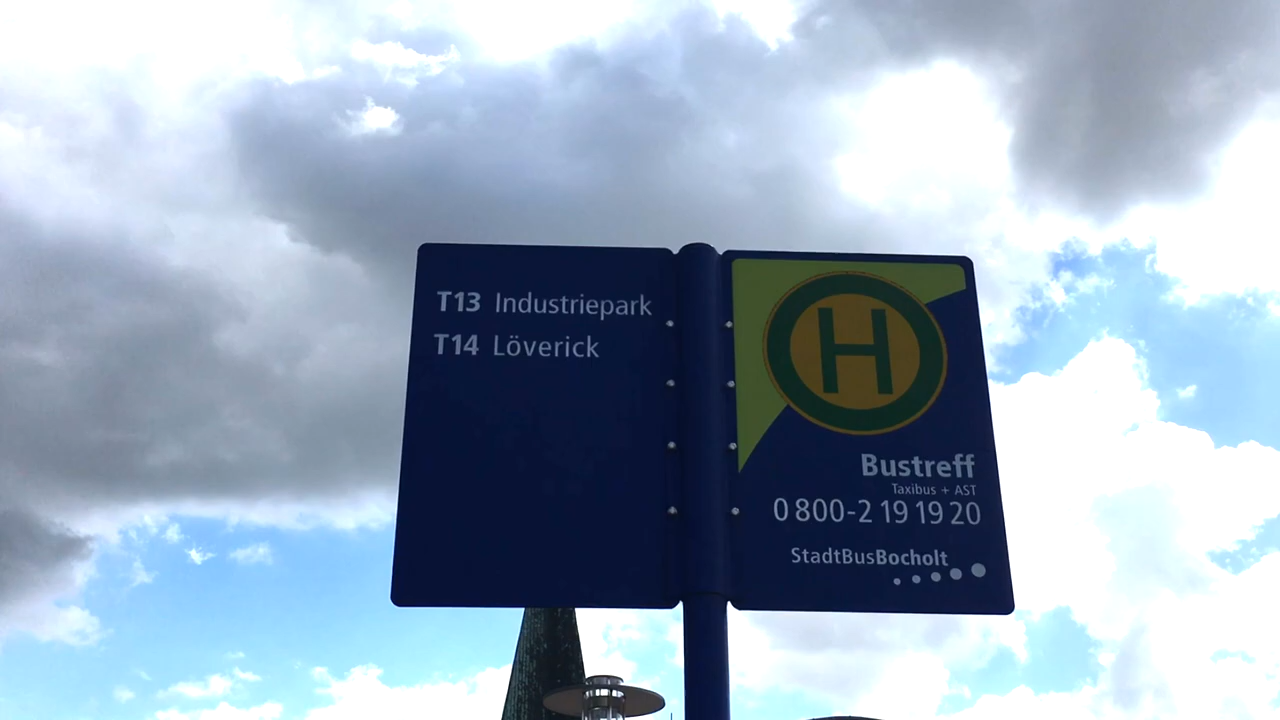 T13 Industriepark
T14 Löverick
H
Bustreff
Taxibus + AST
0 800-2 19 19 20
StadtBusBocholt